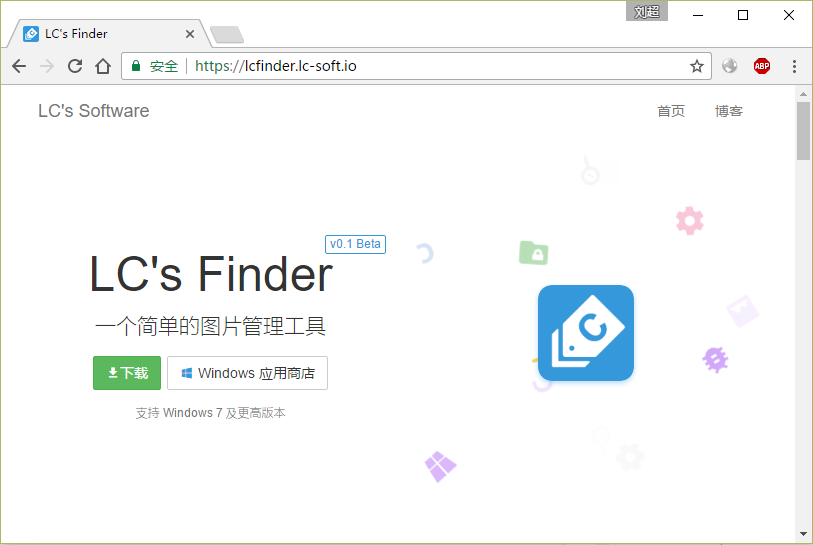 刘超
LC's Finder
安全 https://lcfinder.lc-soft.io
ABP
LC's Software
首页
博客
v0.1 Beta
LC's Finder
一个简单的图片管理工具
下载
Windows 应用商店
支持 Windows 7 及更高版本